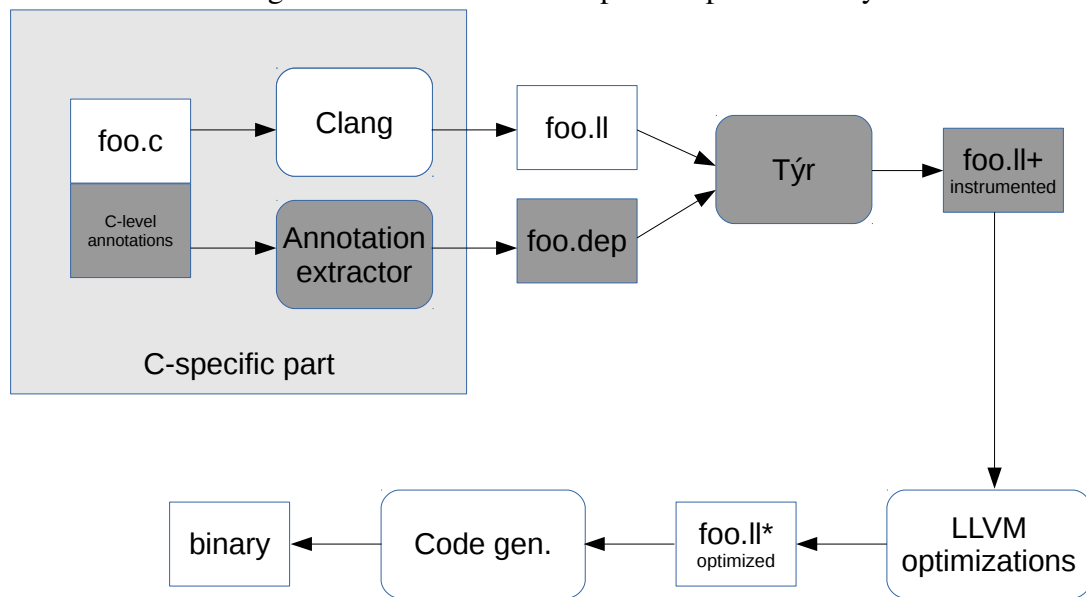 foo.c
C-level
annotations
Clang
Annotation
extractor
C-specific part
foo.ll
foo.dep
Týr
foo.ll+
instrumented
LLVM
optimizations
foo.ll*
optimized
Code gen.
binary